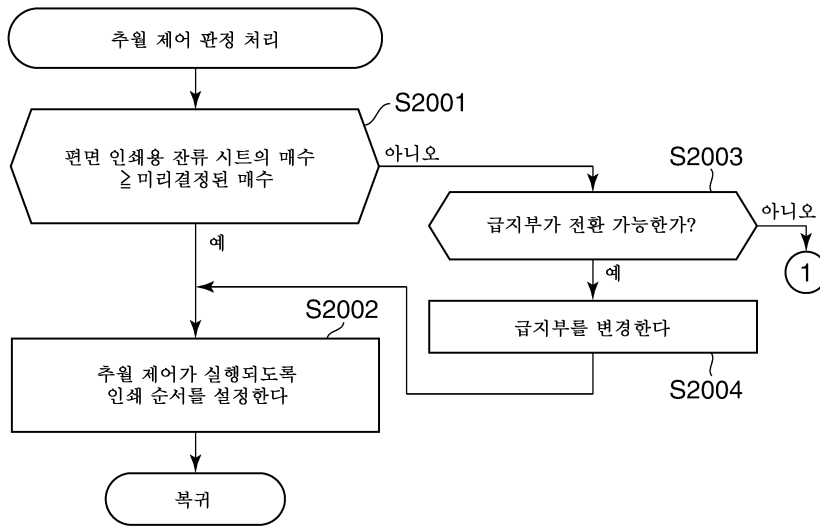 추월 제어 판정 처리
S2001
편면 인쇄용 잔류 시트의 매수
≧미리결정된 매수
아니오
예
S2003
급지부가 전환 가능한가?
아니오
1
예
급지부를 변경한다
S2004
S2002
추월 제어가 실행되도록
인쇄 순서를 설정한다
복귀